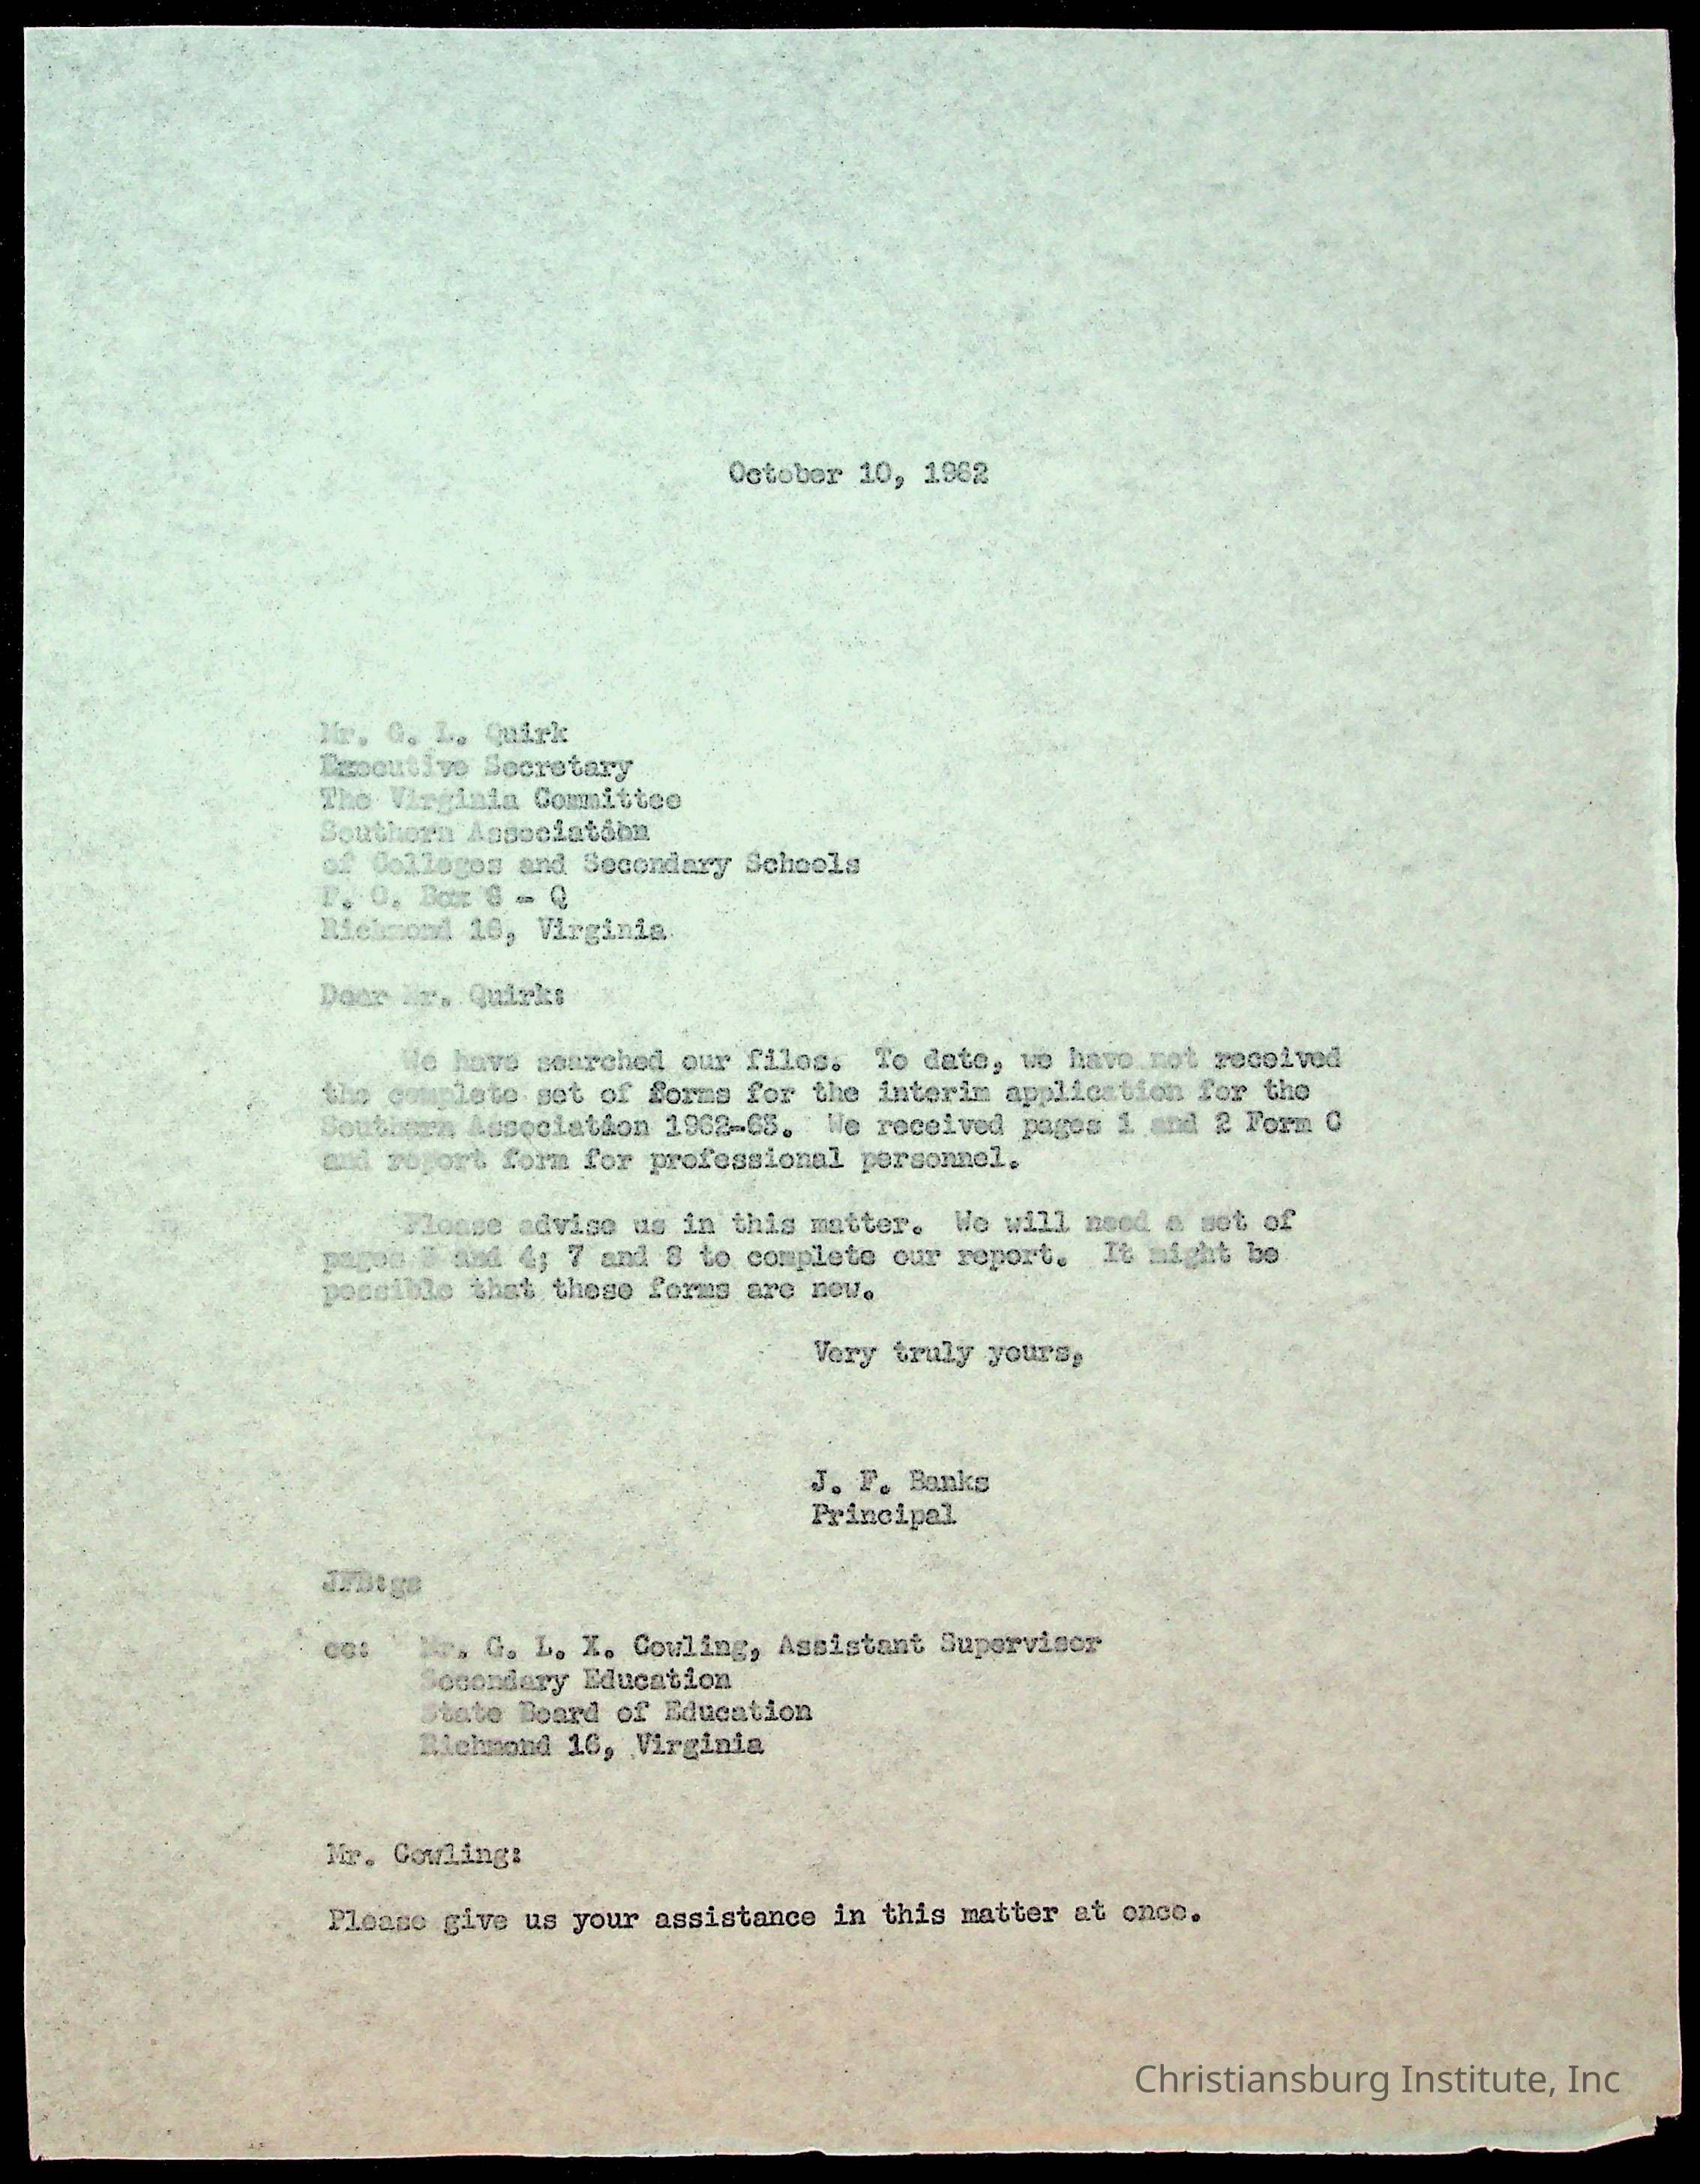 October 10, 1962
Mr. G. L. Quirk
Executive Secretary
The Virginia Committee
Southern Association
of Colleges and Secondary Schools
P. O. Box 6 - Q
Richmond 16, Virginia
Dear Mr. Quirk:
We have searched our files. To date, we have not received
the complete set of forms for the interim application for the
Southern Association 1962-63. We received pages 1 and 2 Form C
and report form for professional personnel.
Please advise us in this matter. We will need a set of
pages 3 and 4; 7 and 8 to complete our report. It might be
possible that these forms are new.
Very truly yours,
J. F. Banks
Principal
JFB:gs
cc: Mr. G. L. X. Cowling, Assistant Supervisor
Secondary Education
State Board of Education
Richmond 16, Virginia
Mr. Cowling:
Please give us your assistance in this matter at once.
Christiansburg Institute, Inc